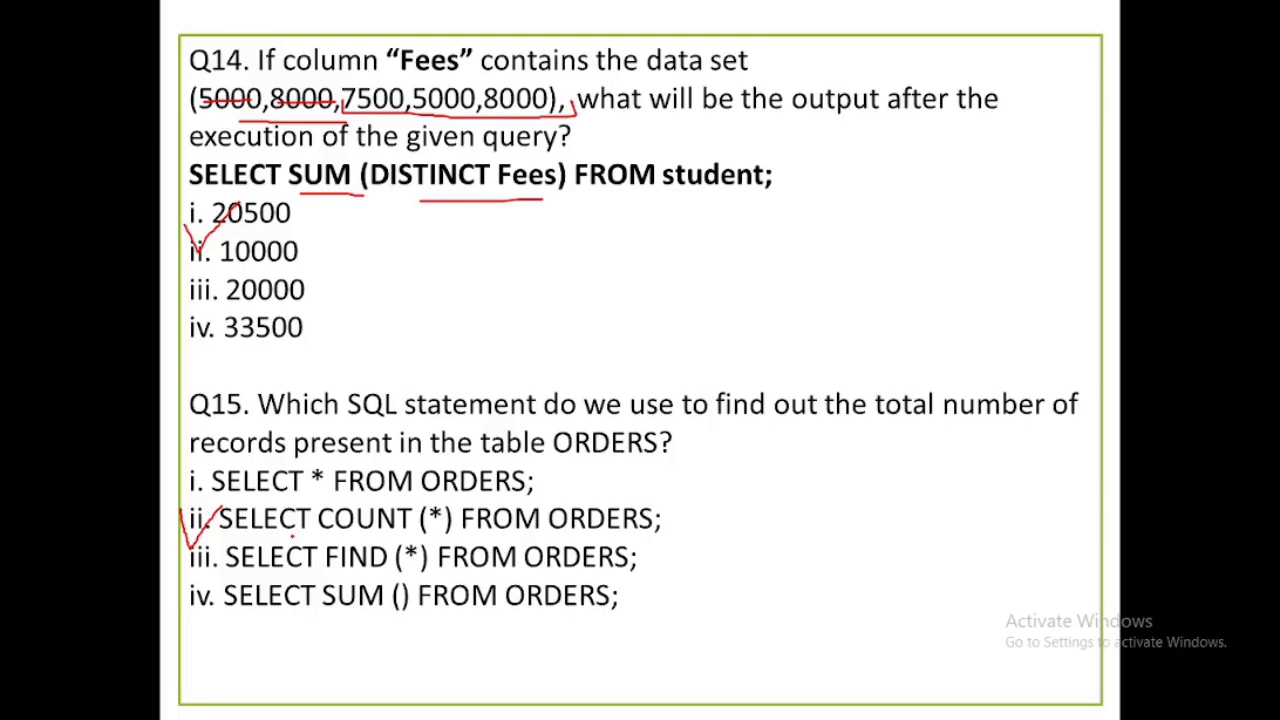 Q14. If column “Fees” contains the data set
(5000,8000,7500,5000,8000), what will be the output after the
execution of the given query?
SELECT SUM (DISTINCT Fees) FROM student;
i. 20500
ii. 10000
iii. 20000
iv. 33500
Q15. Which SQL statement do we use to find out the total number of
records present in the table ORDERS?
i. SELECT * FROM ORDERS;
ii. SELECT COUNT (*) FROM ORDERS;
iii. SELECT FIND (*) FROM ORDERS;
iv. SELECT SUM () FROM ORDERS;
Activate Windows
Go to Settings to activate Windows.